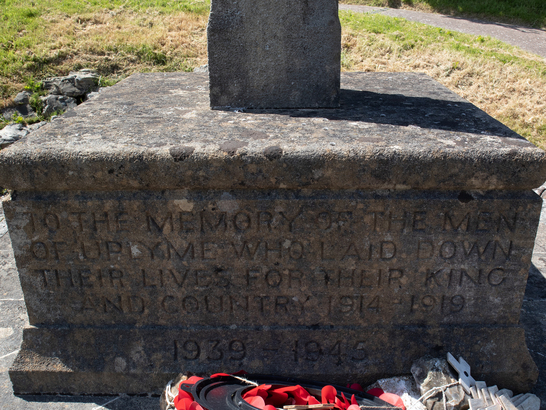 TO THE MEMORY OF THE MEN
OF UPLYME WHO LAID DOWN
THEIR LIVES FOR THEIR KING
AND COUNTRY 1914 - 1919
1939 - 1945